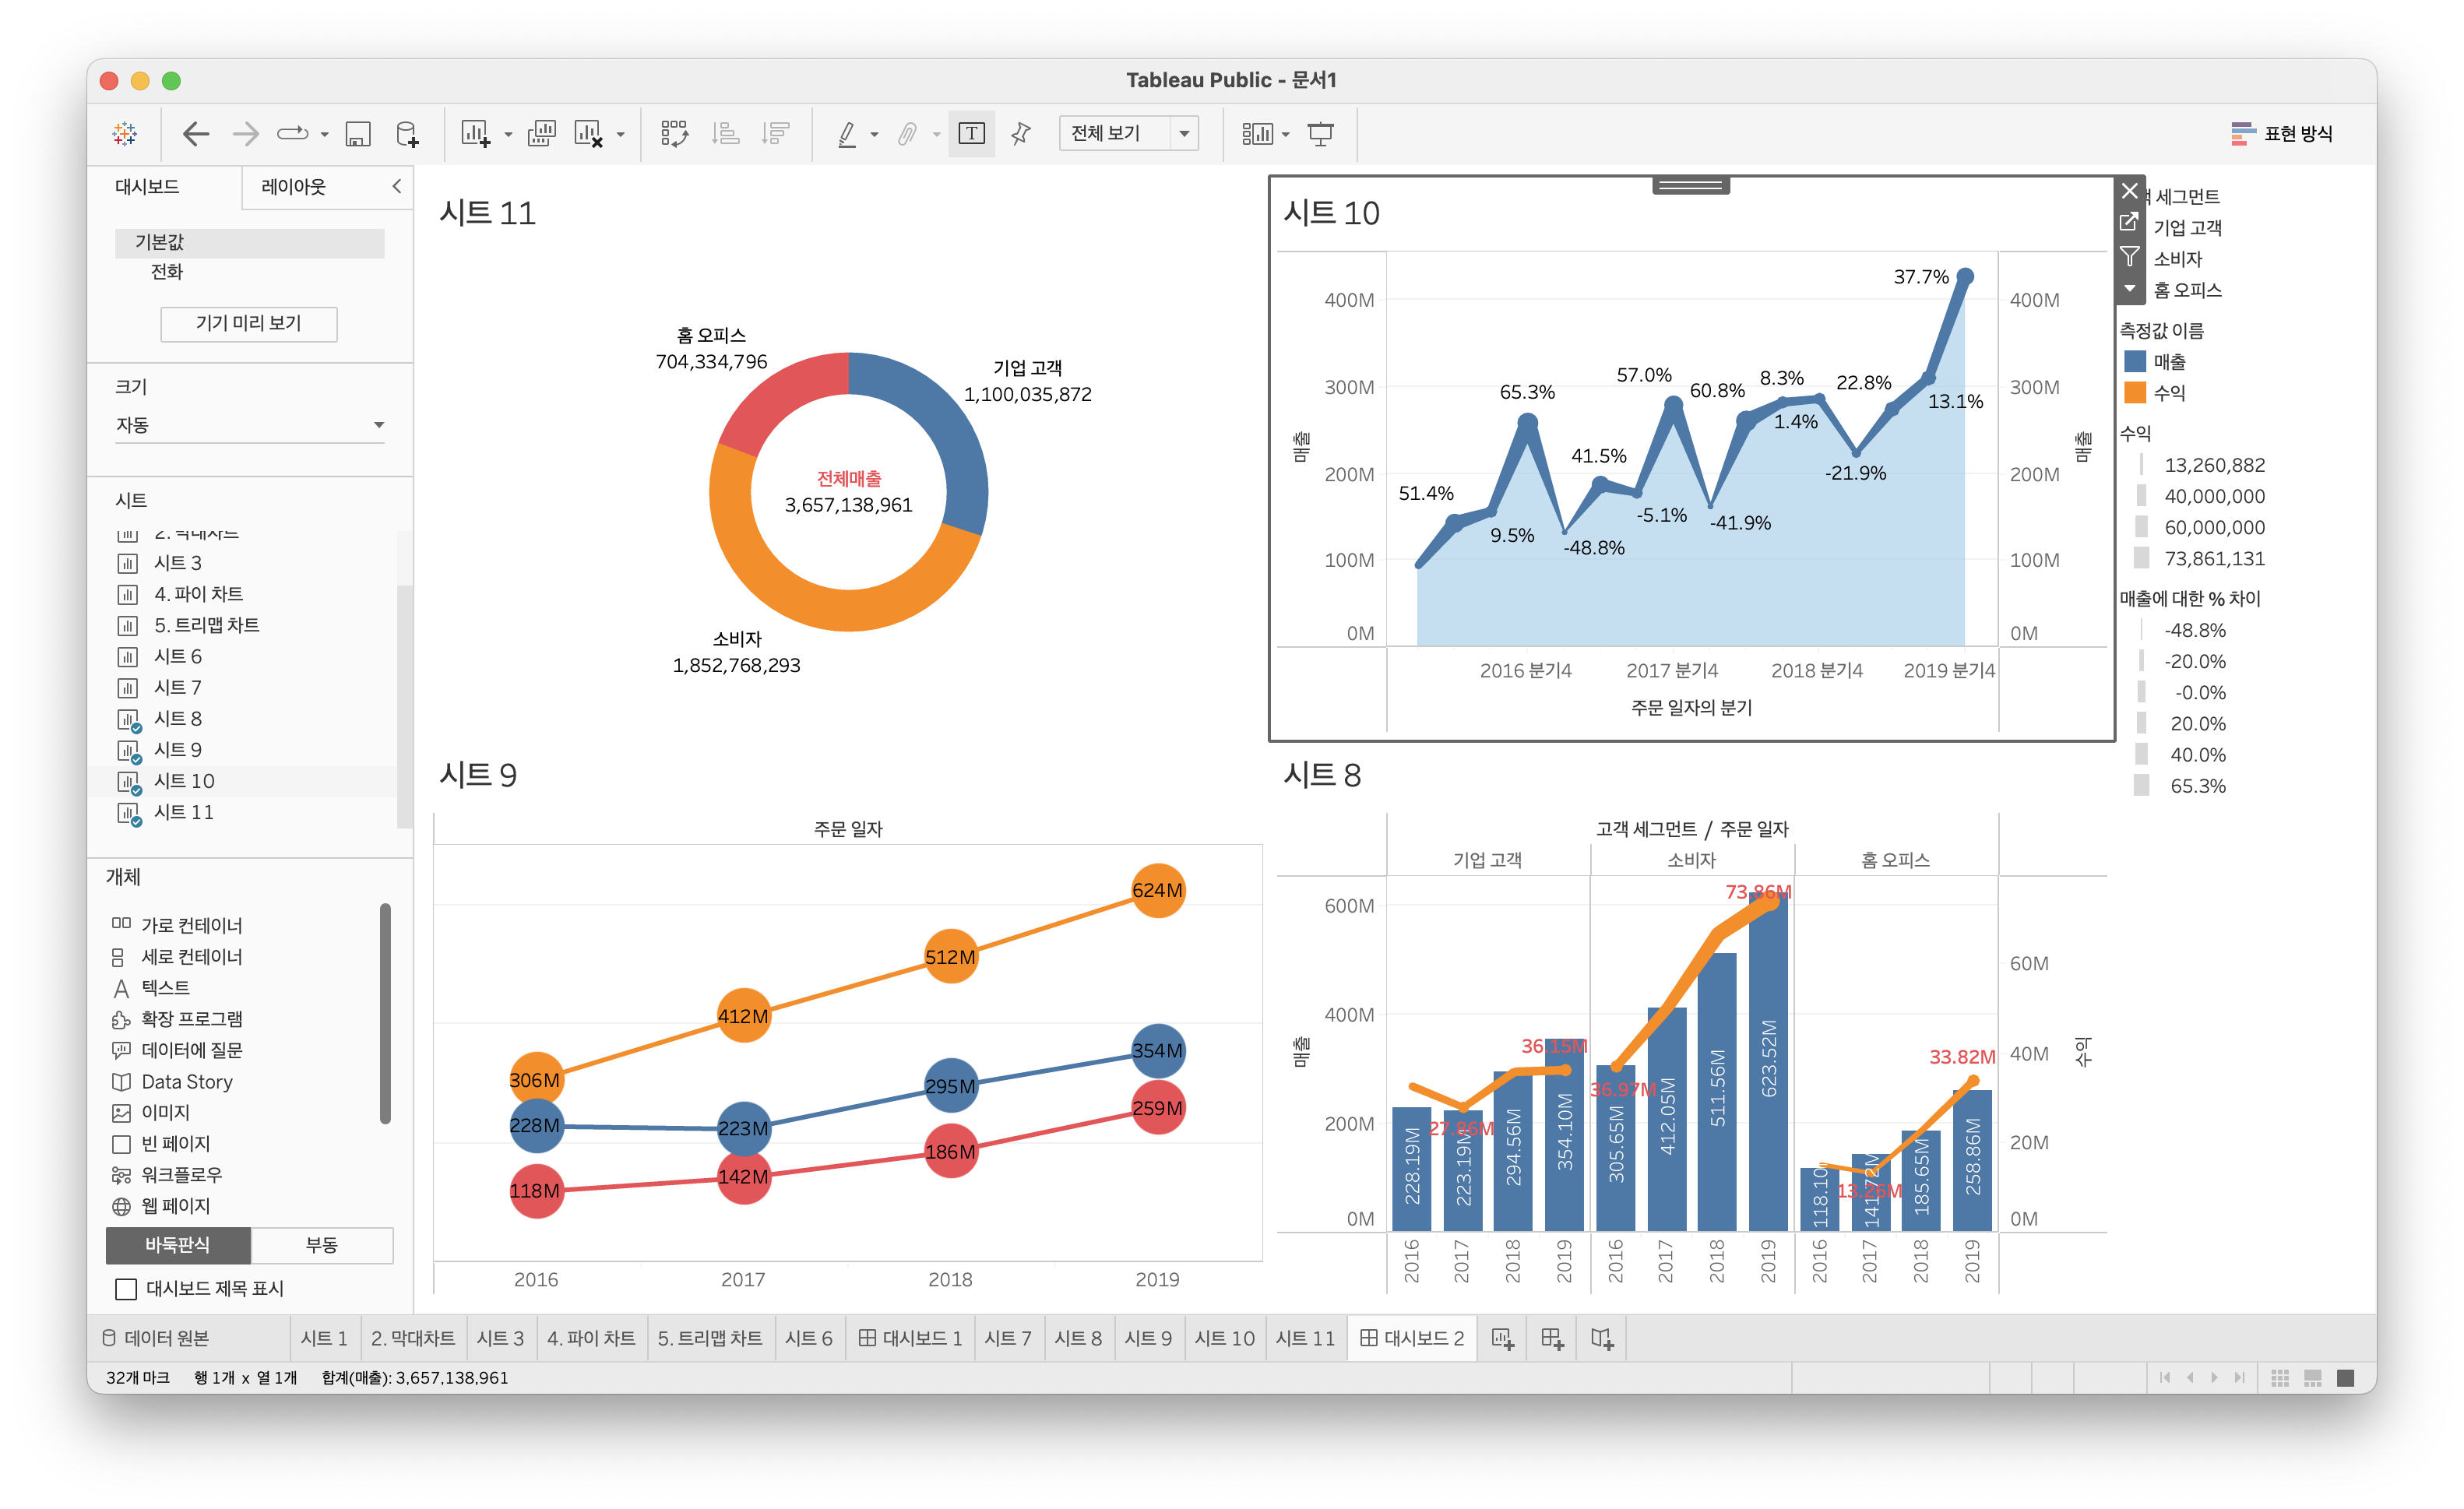 Tableau Public - 문서1
전체 보기
표현 방식
대시보드
레이아웃
기본값
전화
기기 미리 보기
크기
자동
시트
2. 막대차트
시트 3
4. 파이 차트
5. 트리맵 차트
시트 6
시트 7
시트 8
시트 9
시트 10
시트 11
개체
가로 컨테이너
세로 컨테이너
텍스트
확장 프로그램
데이터에 질문
Data Story
이미지
빈 페이지
워크플로우
웹 페이지
바둑판식
부동
대시보드 제목 표시
시트 11
홈 오피스
704,334,796
기업 고객
1,100,035,872
전체매출
3,657,138,961
소비자
1,852,768,293
시트 10
400M
300M
200M
100M
0M
매출
51.4%
9.5%
65.3%
-48.8%
41.5%
-5.1%
57.0%
-41.9%
60.8%
8.3%
1.4%
-21.9%
22.8%
13.1%
37.7%
400M
300M
200M
100M
0M
매출
2016 분기4
2017 분기4
2018 분기4
2019 분기4
주문 일자의 분기
세그먼트
기업 고객
소비자
홈 오피스
측정값 이름
매출
수익
수익
13,260,882
40,000,000
60,000,000
73,861,131
매출에 대한 % 차이
-48.8%
-20.0%
-0.0%
20.0%
40.0%
65.3%
시트 9
주문 일자
306M
412M
512M
624M
228M
223M
295M
354M
118M
142M
186M
259M
2016
2017
2018
2019
시트 8
고객 세그먼트 / 주문 일자
기업 고객
소비자
홈 오피스
600M
400M
200M
0M
매출
228.19M
223.19M
294.56M
354.10M
27.86M
36.15M
305.65M
412.05M
511.56M
623.52M
36.97M
73.86M
118.10
141.72M
185.65M
258.86M
13.26M
33.82M
60M
40M
20M
0M
수익
2016
2017
2018
2019
2016
2017
2018
2019
2016
2017
2018
2019
데이터 원본
시트 1
2. 막대차트
시트 3
4. 파이 차트
5. 트리맵 차트
시트 6
대시보드 1
시트 7
시트 8
시트 9
시트 10
시트 11
대시보드 2
32개 마크
행 1개 x 열 1개
합계(매출): 3,657,138,961